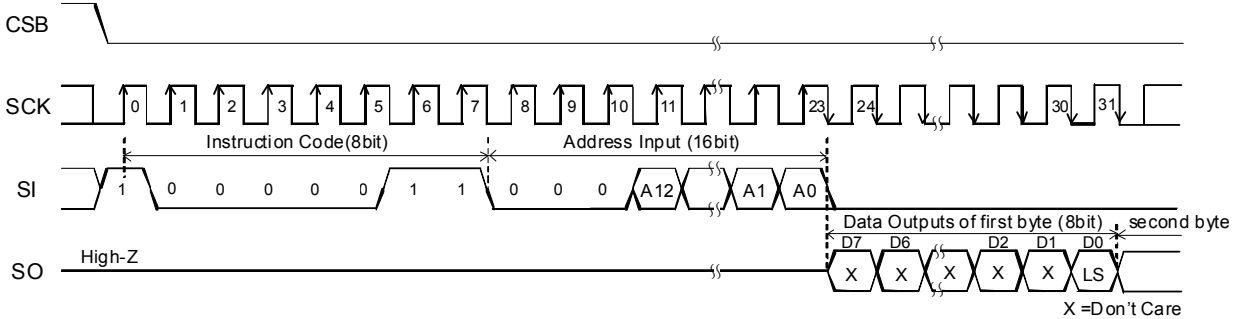 CSB
SCK 0 1 2 3 4 5 6 7 8 9 10 11 23 24 30 31
Instruction Code(8bit) Address Input (16bit)
SI 1 0 0 0 0 0 1 1 0 0 0 A12 A1 A0
Data Outputs of first byte (8bit) second byte
D7 D6 D2 D1 D0
High-Z
SO X X X X LS
X =Don't Care